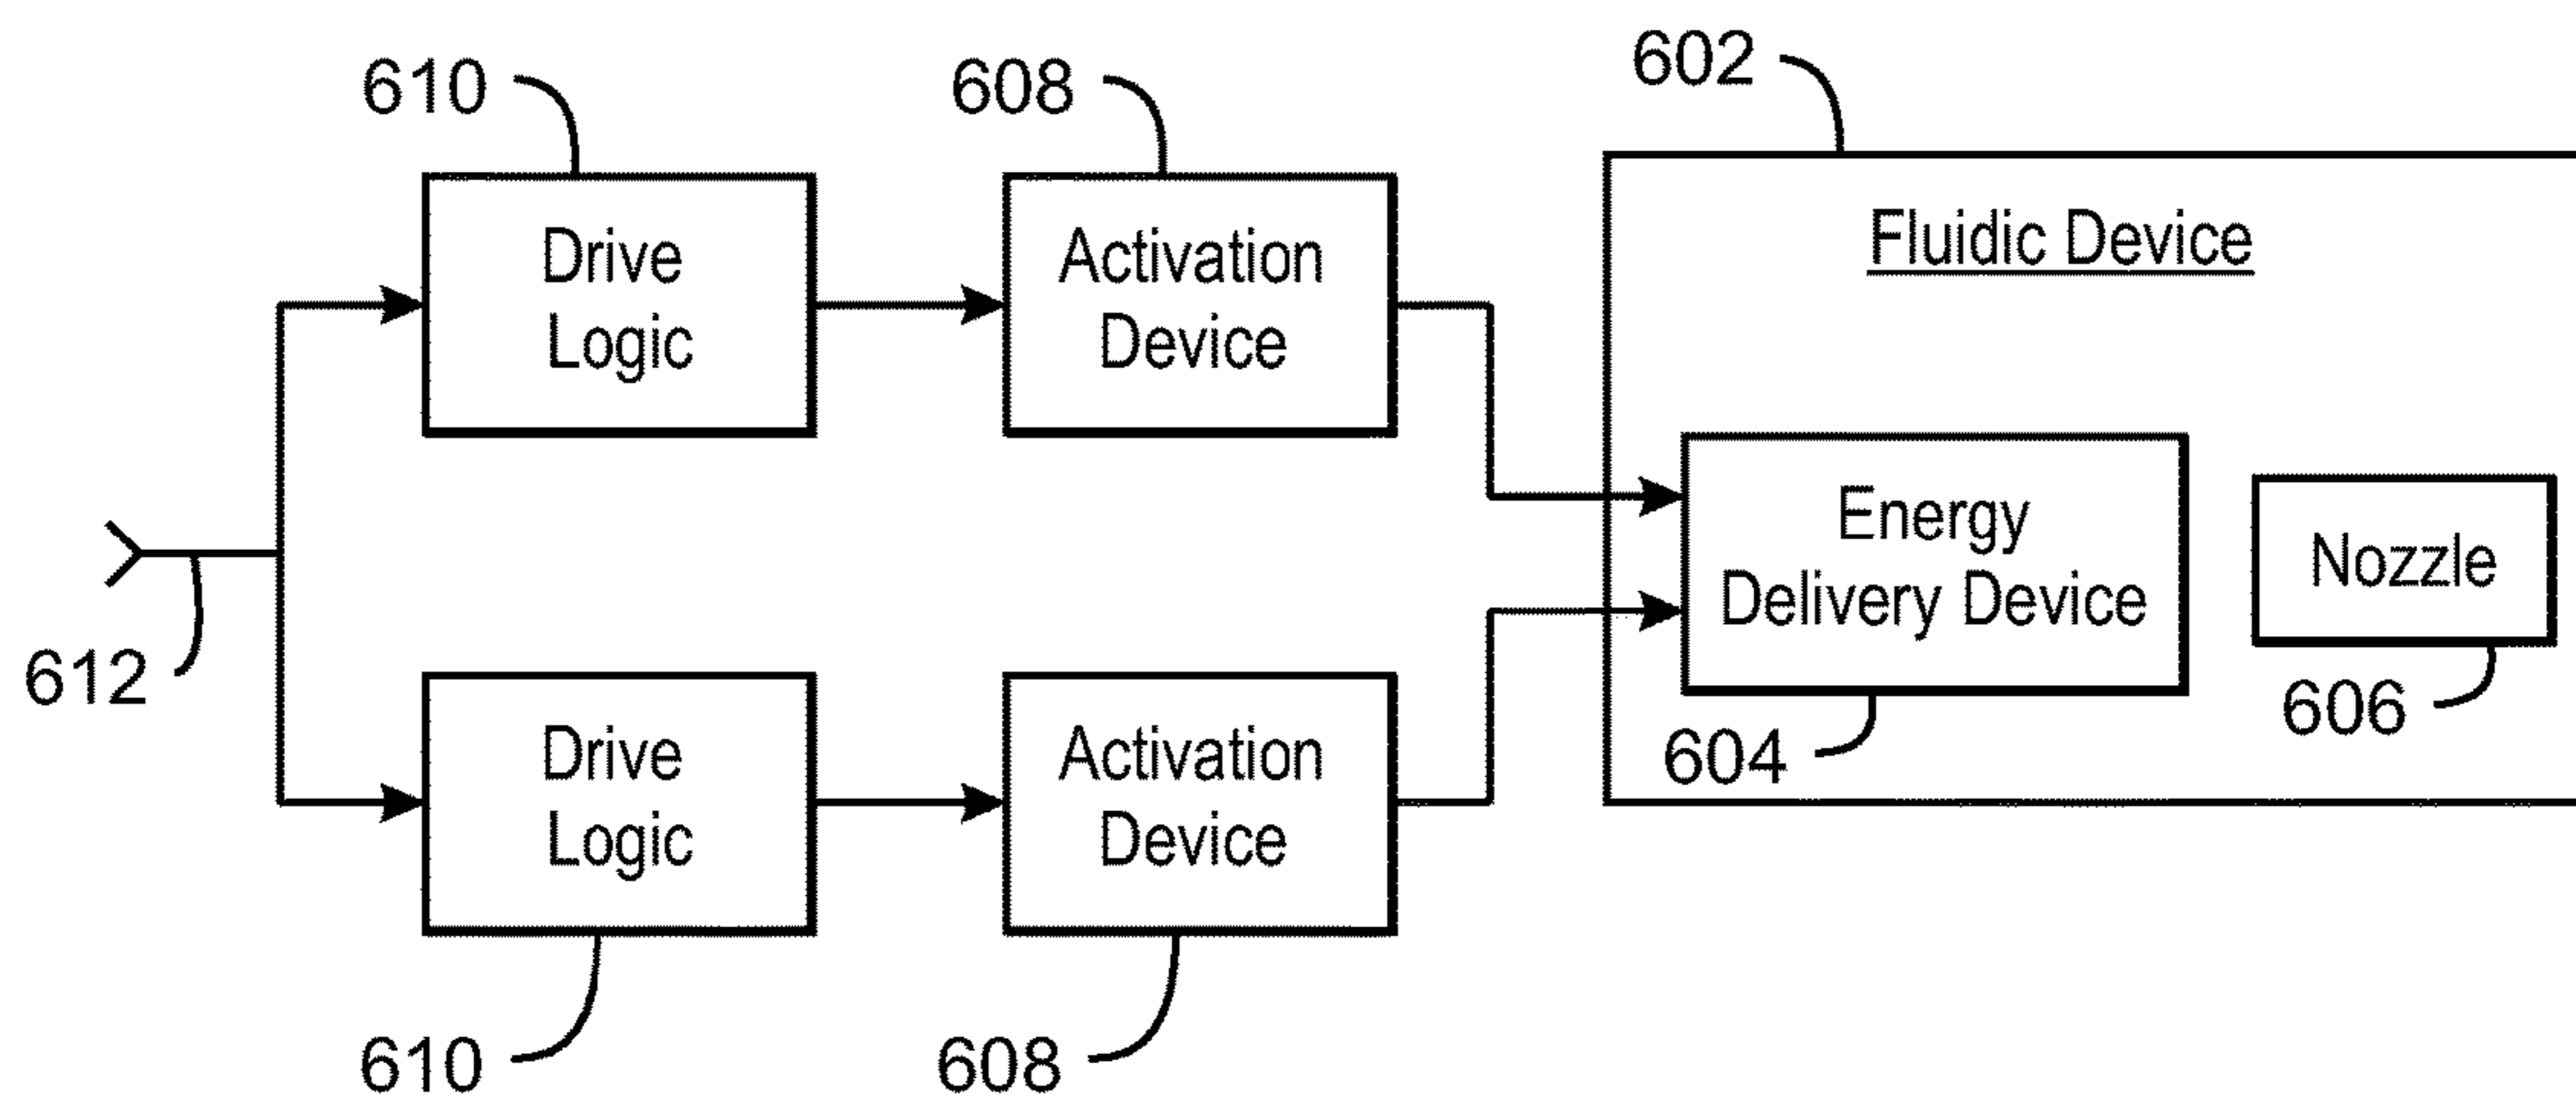 610
608
602
Drive
Logic
Activation
Device
Fluidic Device
Energy
Delivery Device
Nozzle
612
604
606
Drive
Logic
Activation
Device
610
608